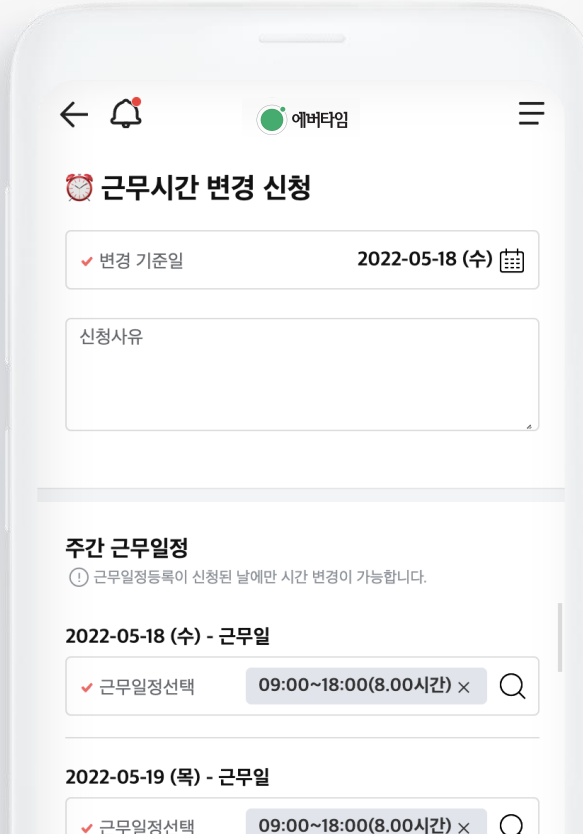 에버타임
근무시간 변경 신청
변경 기준일 2022-05-18 (수)
신청사유
주간 근무일정
근무일정등록이 신청된 날에만 시간 변경이 가능합니다.
2022-05-18 (수) - 근무일
근무일정선택 09:00~18:00(8.00시간) ×
2022-05-19 (목) - 근무일
근무일정선택 09:00~18:00(8.00시간) ×